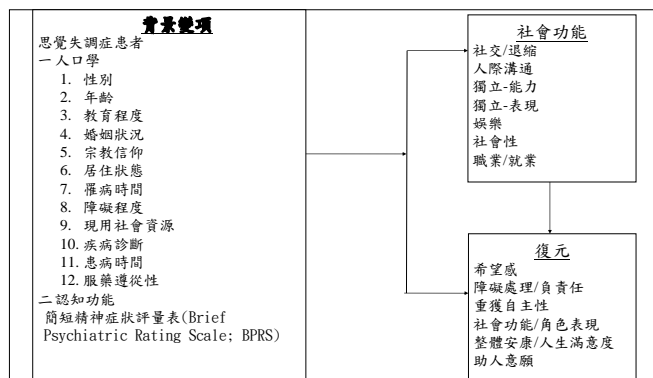 背景變項
思覺失調症患者
一人口學
1. 性別
2. 年齡
3. 教育程度
4. 婚姻狀況
5. 宗教信仰
6. 居住狀態
7. 罹病時間
8. 障礙程度
9. 現用社會資源
10. 疾病診斷
11. 患病時間
12. 服藥遵從性
二認知功能
簡短精神症狀評量表(Brief
Psychiatric Rating Scale; BPRS)
社會功能
社交/退縮
人際溝通
獨立-能力
獨立-表現
娛樂
社會性
職業/就業
復元
希望感
障礙處理/負責任
重獲自主性
社會功能/角色表現
整體安康/人生滿意度
助人意願